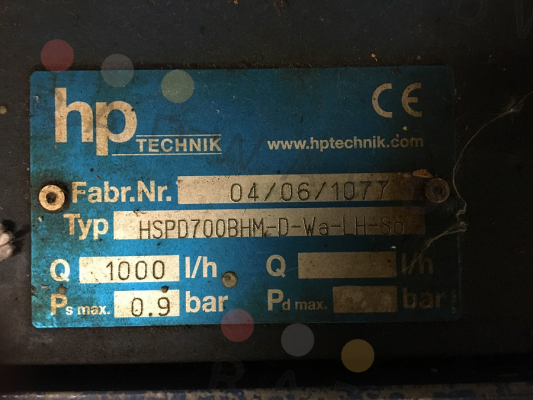 hp TECHNIK
CE
www.hptechnik.com
Fabr.Nr. 04/06/1077
Typ HSPD700BHM-D-Wa-LH-S6
Q 1000 l/h Q l/h
Ps max. 0.9 bar Pd max. bar